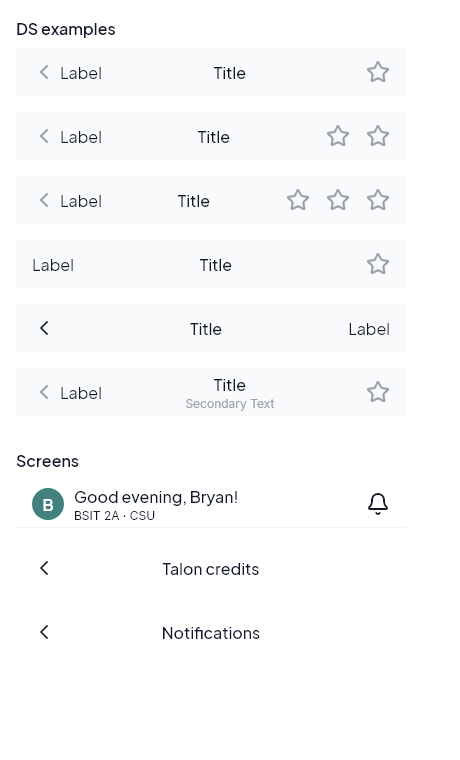 DS examples
Label Title
Label Title
Label Title
Label Title
Title Label
Label Title
Secondary Text
Screens
B Good evening, Bryan!
BSIT 2A · CSU
Talon credits
Notifications